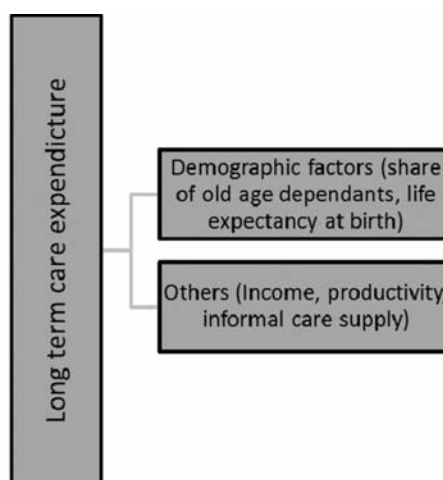 Long term care expendicture
Demographic factors (share
of old age dependants, life
expectancy at birth)
Others (Income, productivity
informal care supply)